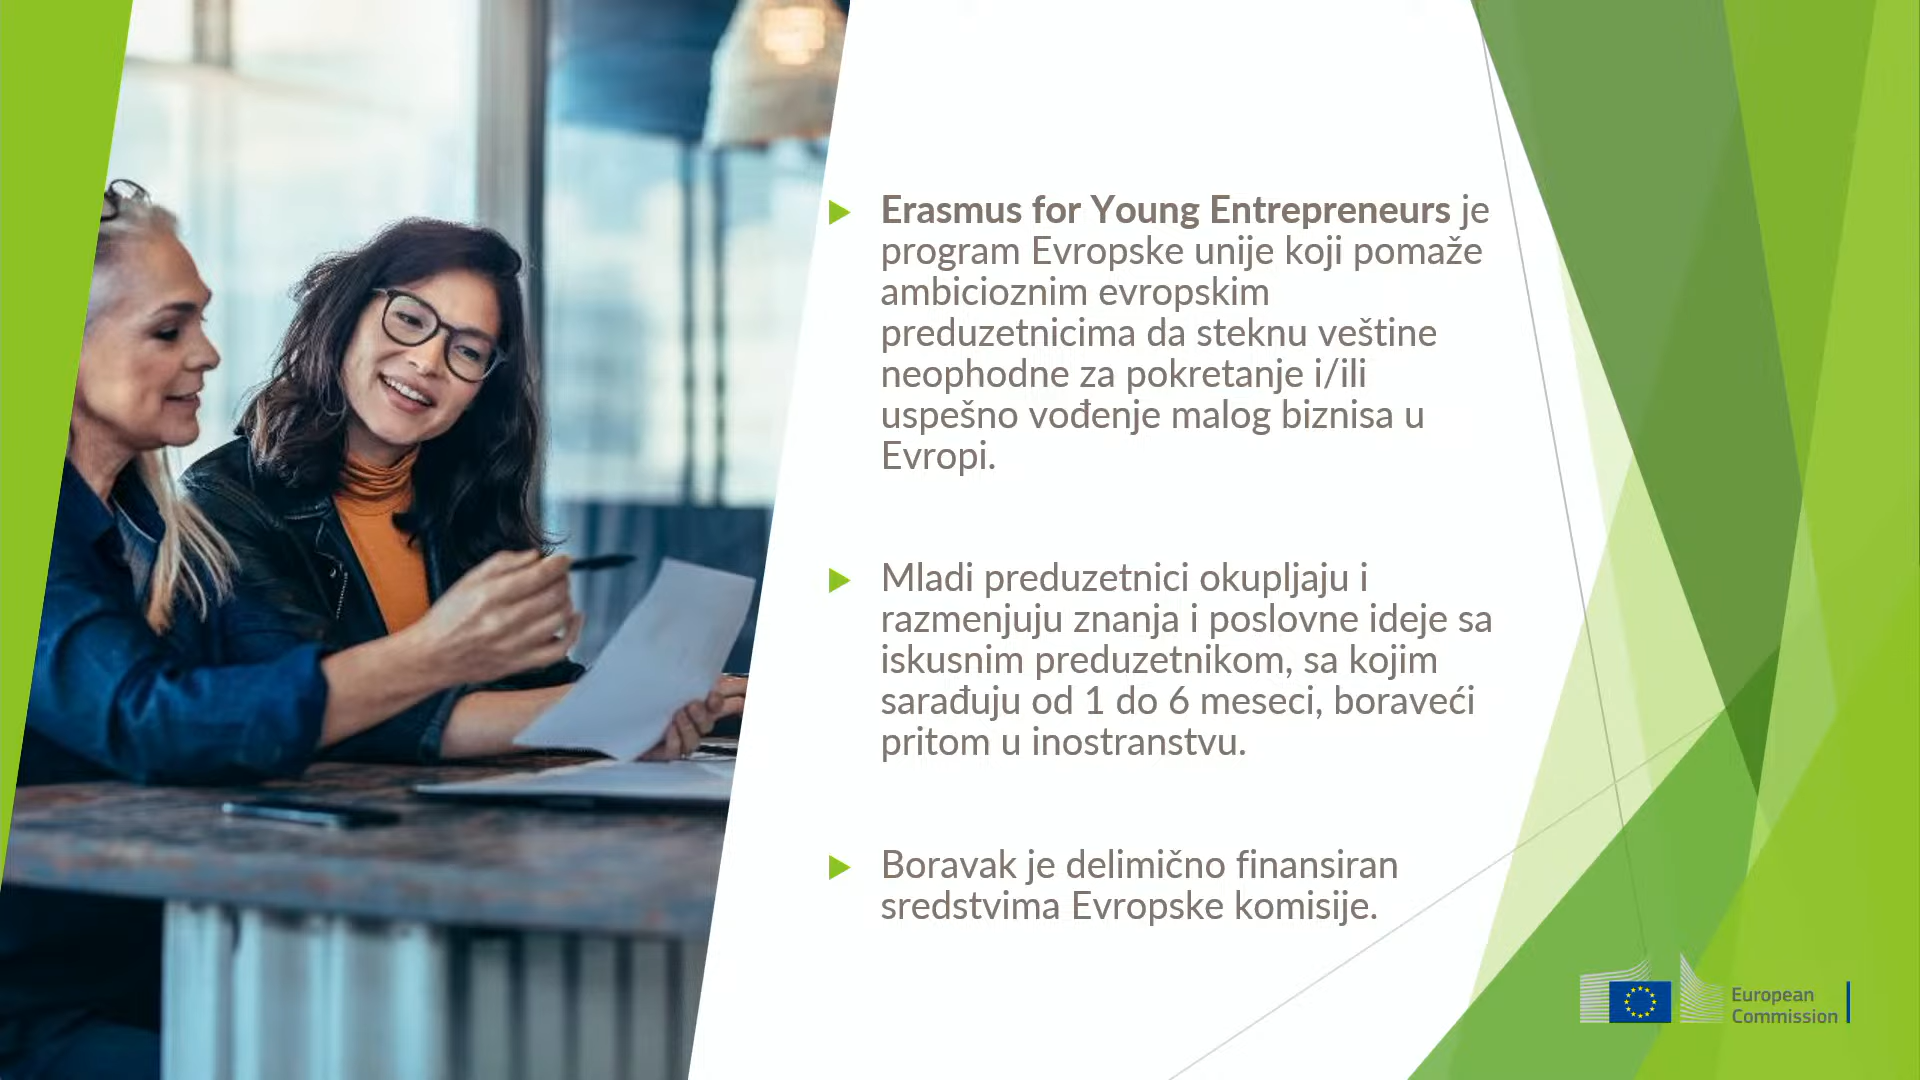 Erasmus for Young Entrepreneurs je
program Evropske unije koji pomaže
ambicioznim evropskim
preduzetnicima da steknu veštine
neophodne za pokretanje i/ili
uspešno vođenje malog biznisa u
Evropi.
Mladi preduzetnici okupljaju i
razmenjuju znanja i poslovne ideje sa
iskusnim preduzetnikom, sa kojim
sarađuju od 1 do 6 meseci, boraveći
pritom u inostranstvu.
Boravak je delimično finansiran
sredstvima Evropske komisije.
European
Commission